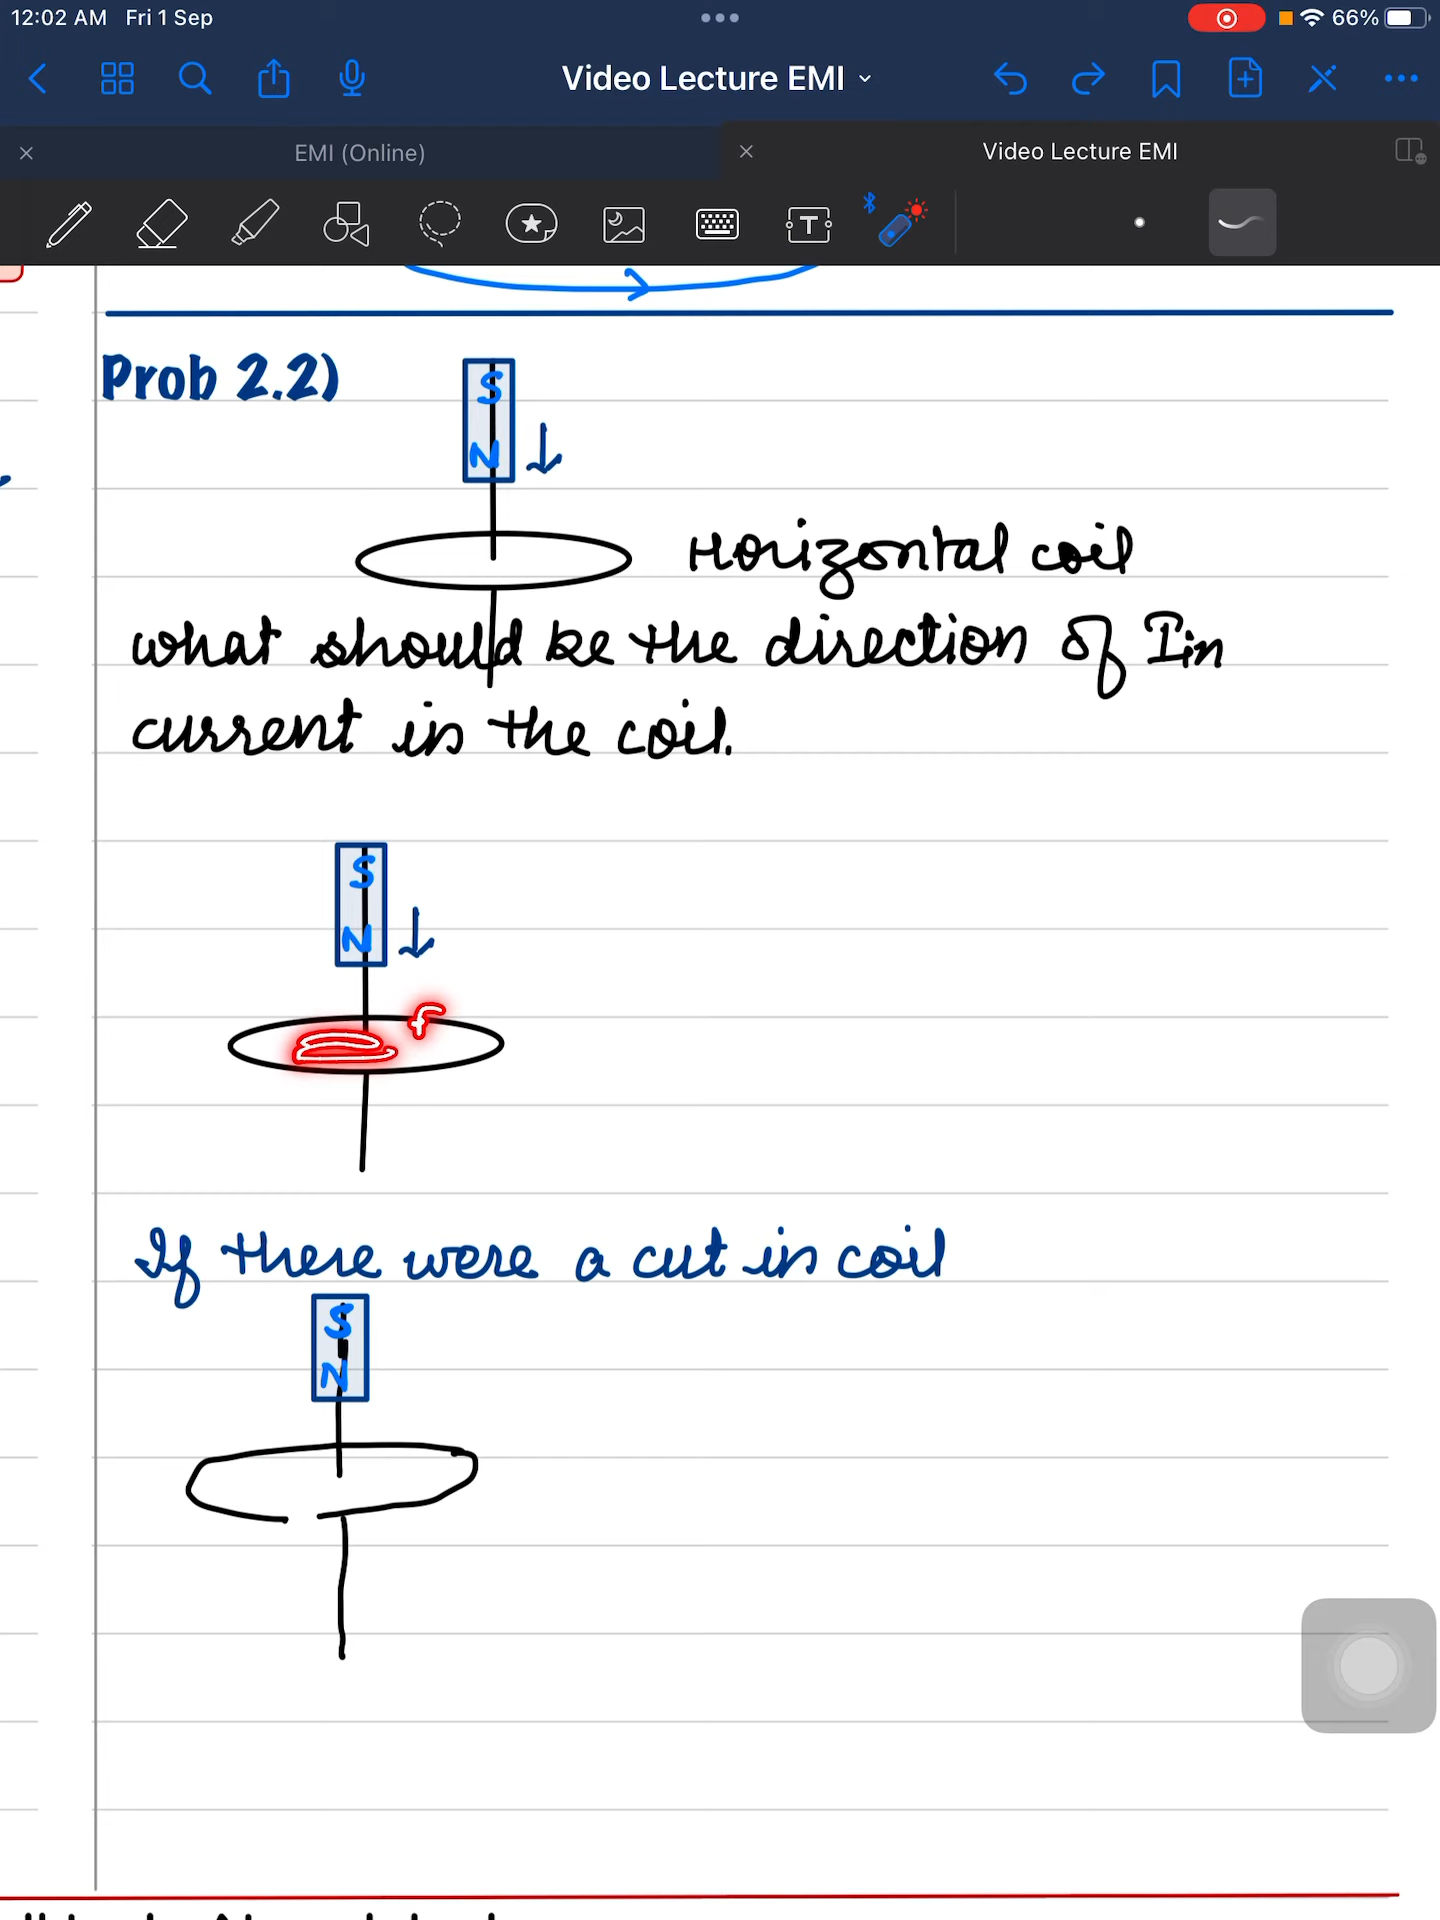 12:02 AM Fri 1 Sep
66%
Video Lecture EMI
EMI (Online)
Video Lecture EMI
T
Prob 2.2)
S
N
Horizontal coil
what should be the direction of Iin
current in the coil.
S
N
If there were a cut in coil
S
N